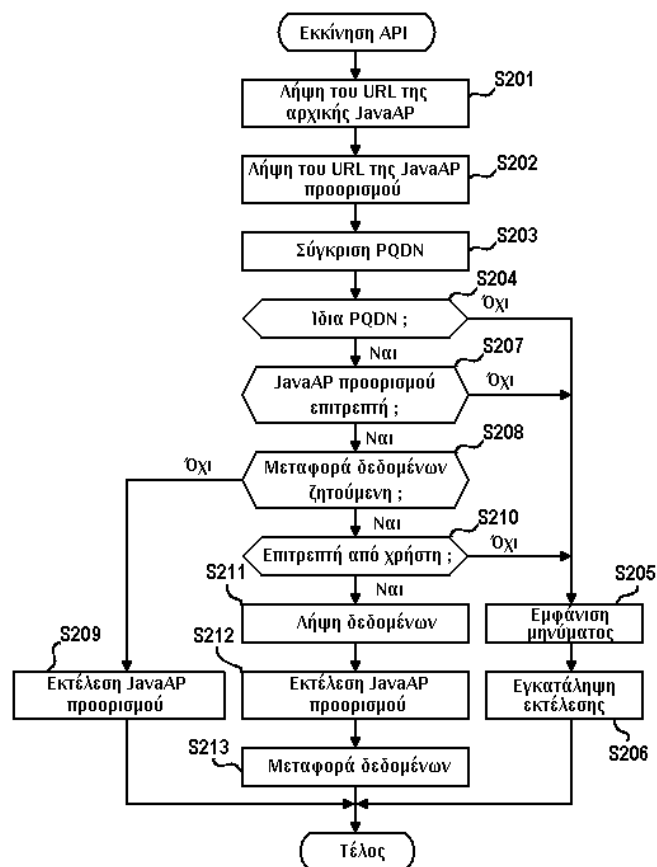 Εκκίνηση API
S201
Λήψη του URL της
αρχικής JavaAP
S202
Λήψη του URL της JavaAP
προορισμού
S203
Σύγκριση PQDN
S204
Ίδια PQDN ;
Όχι
Ναι
S207
JavaAP προορισμού
επιτρεπτή ;
Όχι
Ναι
S208
Μεταφορά δεδομένων
ζητούμενη ;
Όχι
Ναι
S210
Επιτρεπτή από χρήστη ;
Όχι
Ναι
S211
Λήψη δεδομένων
S205
Εμφάνιση
μηνύματος
S209
Εκτέλεση JavaAP
προορισμού
S212
Εκτέλεση JavaAP
προορισμού
Εγκατάληψη
εκτέλεσης
S206
S213
Μεταφορά δεδομένων
Τέλος